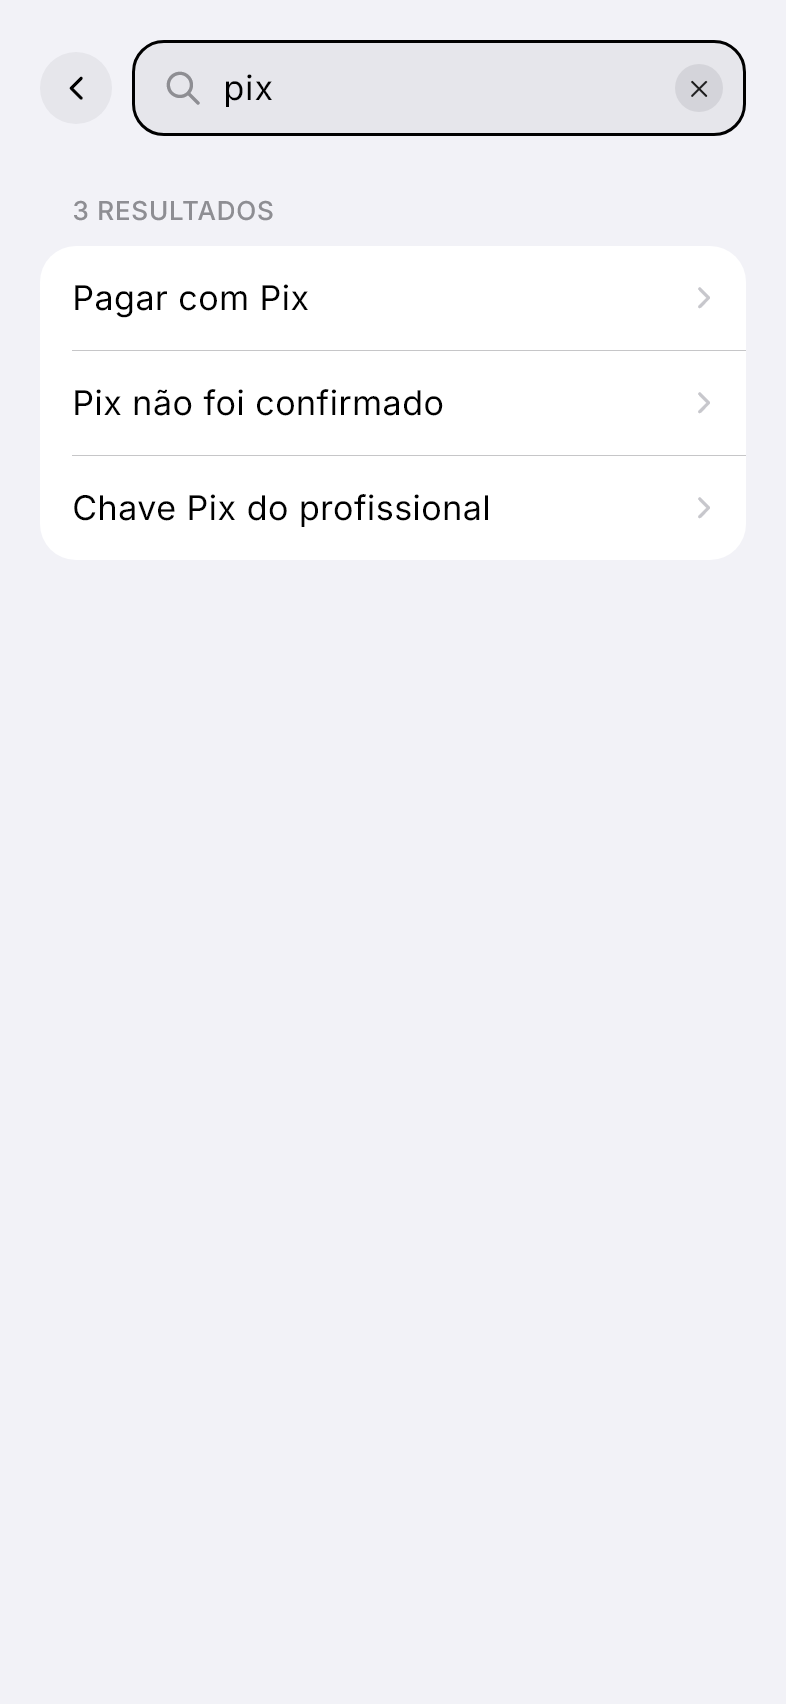 pix
3 RESULTADOS
Pagar com Pix
Pix não foi confirmado
Chave Pix do profissional